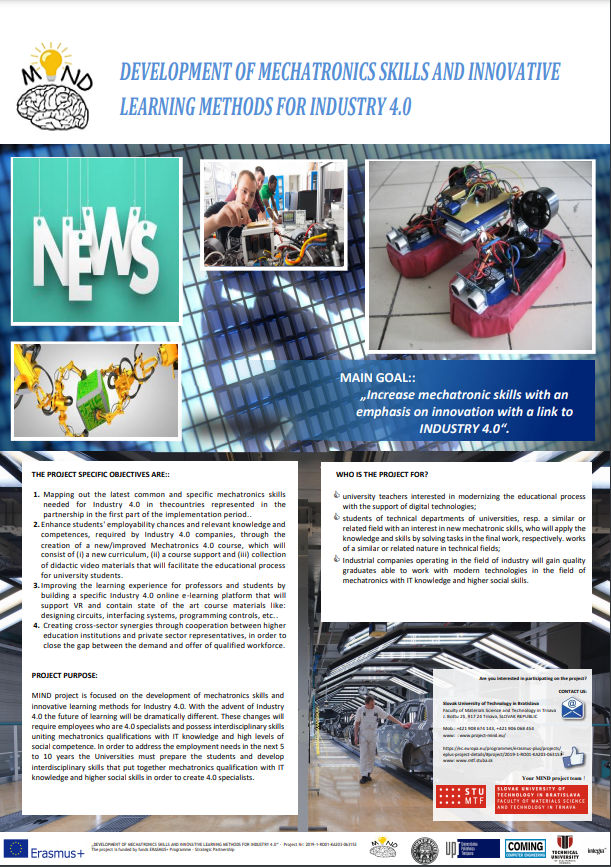 MIND
DEVELOPMENT OF MECHATRONICS SKILLS AND INNOVATIVE
LEARNING METHODS FOR INDUSTRY 4.0
NEWS
MAIN GOAL::
„Increase mechatronic skills with an
emphasis on innovation with a link to
INDUSTRY 4.0“.
THE PROJECT SPECIFIC OBJECTIVES ARE::
1. Mapping out the latest common and specific mechatronics skills
needed for Industry 4.0 in thecountries represented in the
partnership in the first part of the implementation period..
2. Enhance students' employability chances and relevant knowledge and
competences, required by Industry 4.0 companies, through the
creation of a new/improved Mechatronics 4.0 course, which will
consist of (i) a new curriculum, (ii) a course support and (iii) collection
of didactic video materials that will facilitate the educational process
for university students.
3. Improving the learning experience for professors and students by
building a specific Industry 4.0 online e-learning platform that will
support VR and contain state of the art course materials like:
designing circuits, interfacing systems, programming controls, etc..
4. Creating cross-sector synergies through cooperation between higher
education institutions and private sector representatives, in order to
close the gap between the demand and offer of qualified workforce.
PROJECT PURPOSE:
MIND project is focused on the development of mechatronics skills and
innovative learning methods for Industry 4.0. With the advent of Industry
4.0 the future of learning will be dramatically different. These changes will
require employees who are 4.0 specialists and possess interdisciplinary skills
uniting mechatronics qualifications with IT knowledge and high levels of
social competence. In order to address the employment needs in the next 5
to 10 years the Universities must prepare the students and develop
interdisciplinary skills that put together mechatronics qualification with IT
knowledge and higher social skills in order to create 4.0 specialists.
WHO IS THE PROJECT FOR?
university teachers interested in modernizing the educational process
with the support of digital technologies;
students of technical departments of universities, resp. a similar or
related field with an interest in new mechatronic skills, who will apply the
knowledge and skills by solving tasks in the final work, respectively. works
of a similar or related nature in technical fields;
Industrial companies operating in the field of industry will gain quality
graduates able to work with modern technologies in the field of
mechatronics with IT knowledge and higher social skills.
Are you interested in participating on the project?
CONTACT US:
Slovak University of Technology in Bratislava
Faculty of Materials Science and Technology in Trnava
J. Bottu 25, 917 24 Trnava, SLOVAK REPUBLIC
Mob.: +421 908 674 143, +421 906 068 454
www: www.project-mind.eu/
https://ec.europa.eu/programmes/erasmus-plus/projects/
eplus-project-details/#project/2019-1-RO01-KA203-063153
www: www.mtf.stuba.sk
Your MIND project team !
STU
MTF
SLOVAK UNIVERSITY OF
TECHNOLOGY IN BRATISLAVA
FACULTY OF MATERIALS SCIENCE
AND TECHNOLOGY IN TRNAVA
Erasmus+
„DEVELOPMENT OF MECHATRONICS SKILLS AND INNOVATIVE LEARNING METHODS FOR INDUSTRY 4.0“ - Project Nr: 2019-1-RO01-KA203-063153
The project is funded by funds ERASMUS+ Programme - Strategic Partnership
MIND
UP
Universitatea
Politehnica
Timișoara
COMING
COMPUTER ENGINEERING
TECHNICAL
UNIVERSITY
Integra